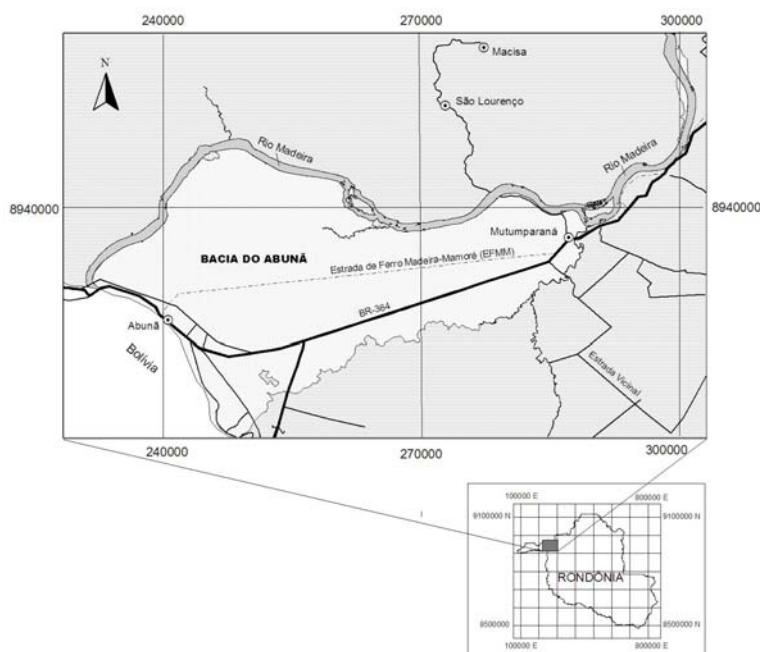 240000
270000
300000
N
Macisa
São Lourenço
Rio Madeira
Rio Madeira
8940000
8940000
Mutumparaná
BACIA DO ABUNÃ
Estrada de Ferro Madeira-Mamoré (EFMM)
BR-364
Abunã
Bolívia
Estrada Vicinal
240000
270000
300000
100000 E
800000 E
9100000 N
9100000 N
RONDÔNIA
8500000 N
8500000 N
100000 E
800000 E